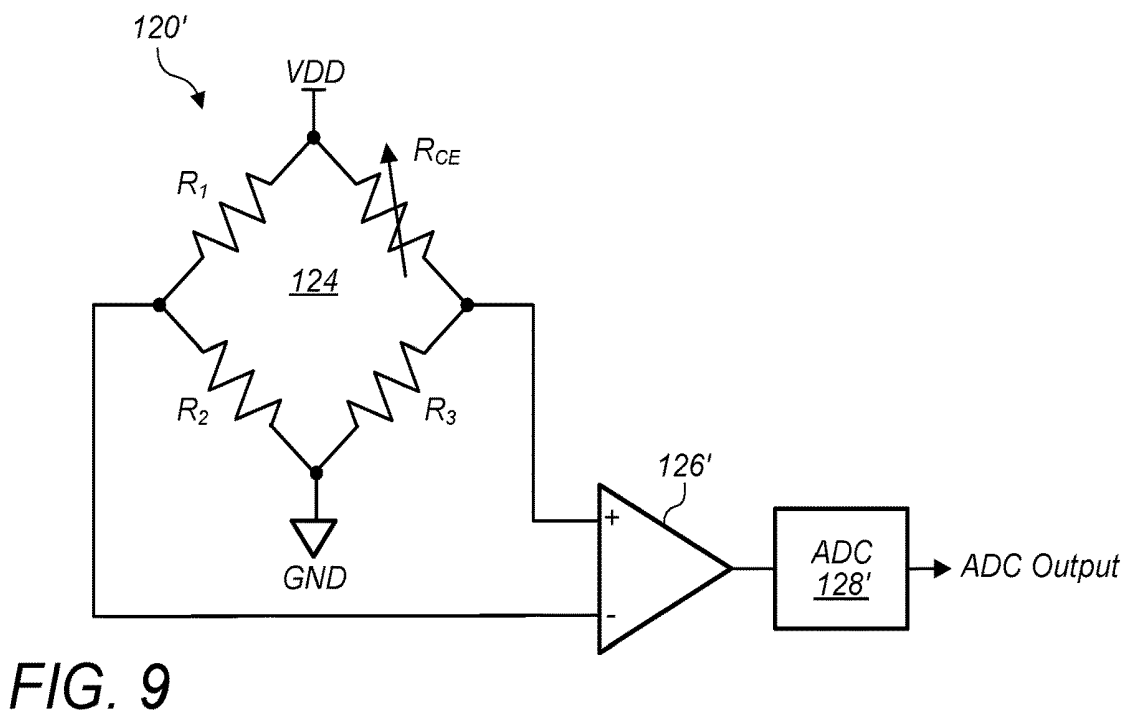 120'
VDD
R1
RCE
124
R2
R3
GND
126'
+
-
ADC
128'
ADC Output
FIG. 9